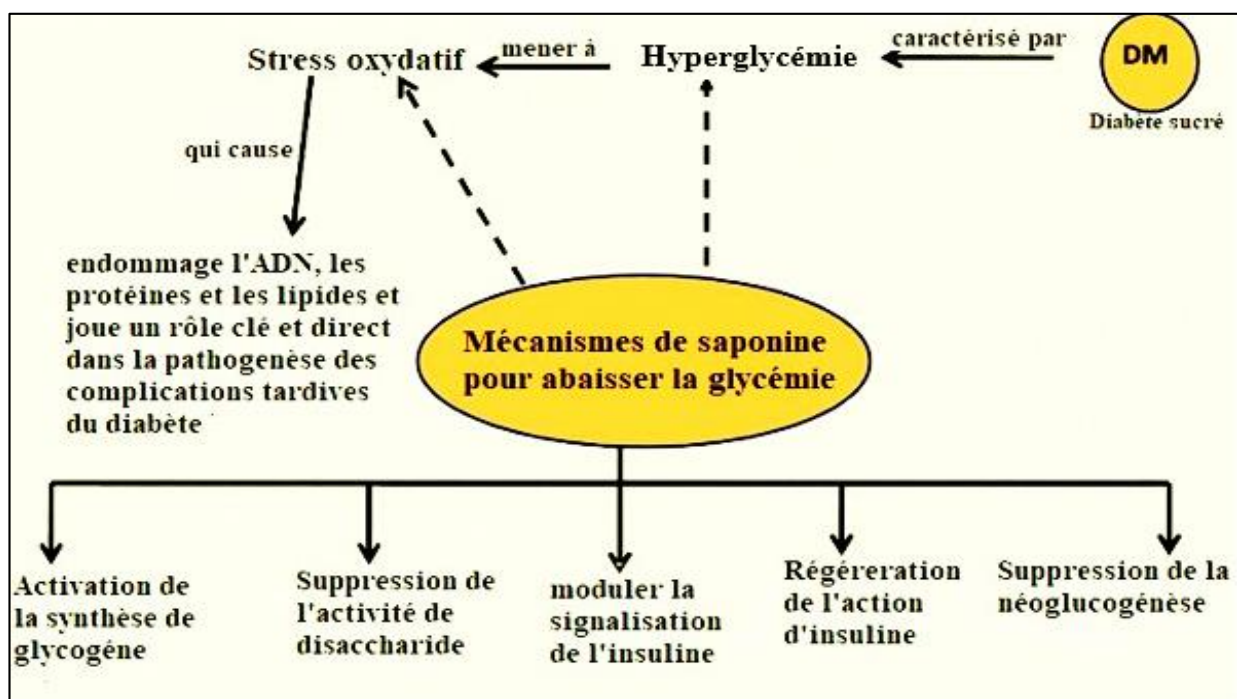 Stress oxydatif
mener à
Hyperglycémie
caractérisé par
DM
Diabète sucré
qui cause
endommage l'ADN, les
protéines et les lipides et
joue un rôle clé et direct
dans la pathogenèse des
complications tardives
du diabète
Mécanismes de saponine
pour abaisser la glycémie
Activation de
la synthèse de
glycogéne
Suppression de
l'activité de
disaccharide
moduler la
signalisation
de l'insuline
Régéreration
de l'action
d'insuline
Suppression de la
néoglucogénèse